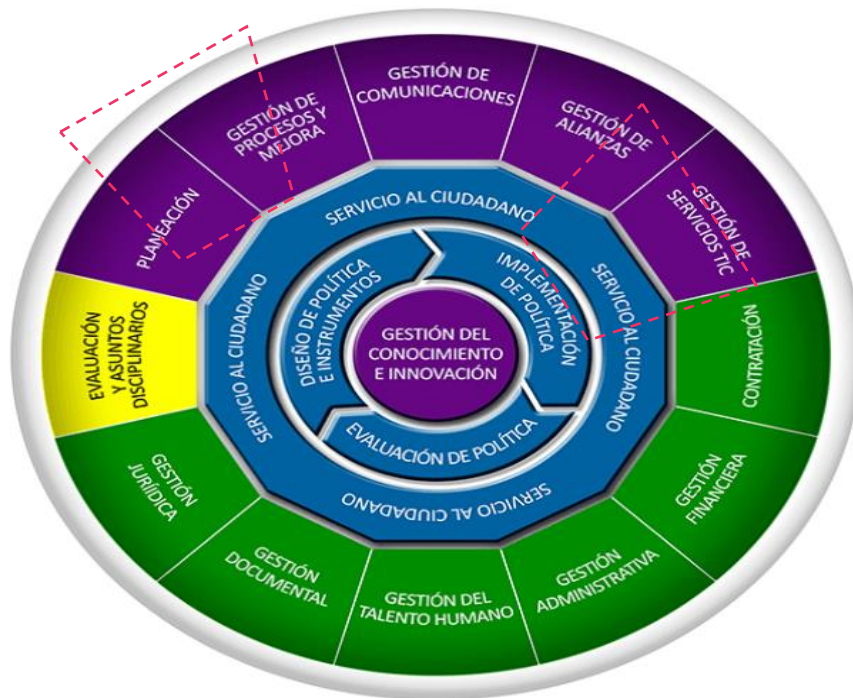 GESTIÓN DE
COMUNICACIONES
GESTIÓN DE
ALIANZAS
GESTIÓN DE
SERVICIOS TIC
CONTRATACIÓN
GESTIÓN
FINANCIERA
GESTIÓN
ADMINISTRATIVA
GESTIÓN DEL
TALENTO HUMANO
GESTIÓN
DOCUMENTAL
GESTIÓN
JURÍIDICA
EVALUACIÓN
Y ASUNTOS
DISCIPLINARIOS
PLANEACIÓN
GESTIÓN DE
PROCESOS Y
MEJORA
SERVICIO AL CIUDADANO
SERVICIO AL CIUDADANO
SERVICIO AL CIUDADANO
SERVICIO AL CIUDADANO
DISEÑO DE POLÍTICA
E INSTRUMENTOS
IMPLEMENTACIÓN
DE POLÍTICA
EVALUACIÓN DE POLÍTICA
GESTIÓN DEL
CONOCIMIENTO
E INNOVACIÓN